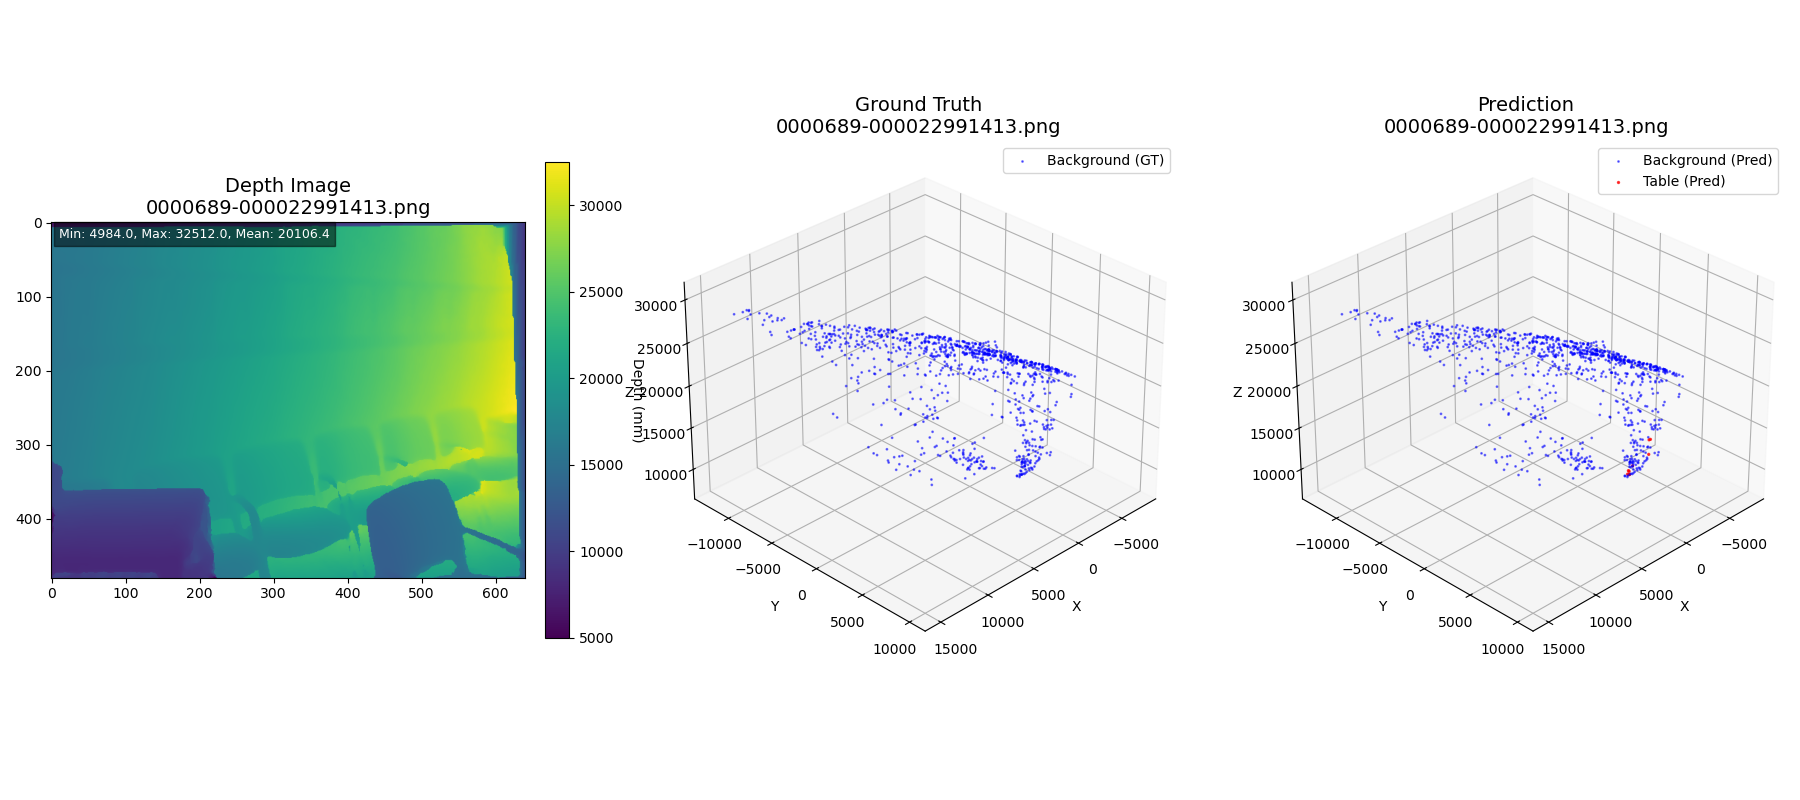 Depth Image
0000689-000022991413.png
Min: 4984.0, Max: 32512.0, Mean: 20106.4
0
100
200
300
400
0
100
200
300
400
500
600
30000
25000
20000
15000
10000
5000
Depth (mm)
Ground Truth
0000689-000022991413.png
Background (GT)
30000
25000
20000
15000
10000
Z
−10000
−5000
0
5000
10000
Y
−5000
0
5000
10000
15000
X
Prediction
0000689-000022991413.png
Background (Pred)
Table (Pred)
30000
25000
20000
15000
10000
Z
−10000
−5000
0
5000
10000
Y
−5000
0
5000
10000
15000
X